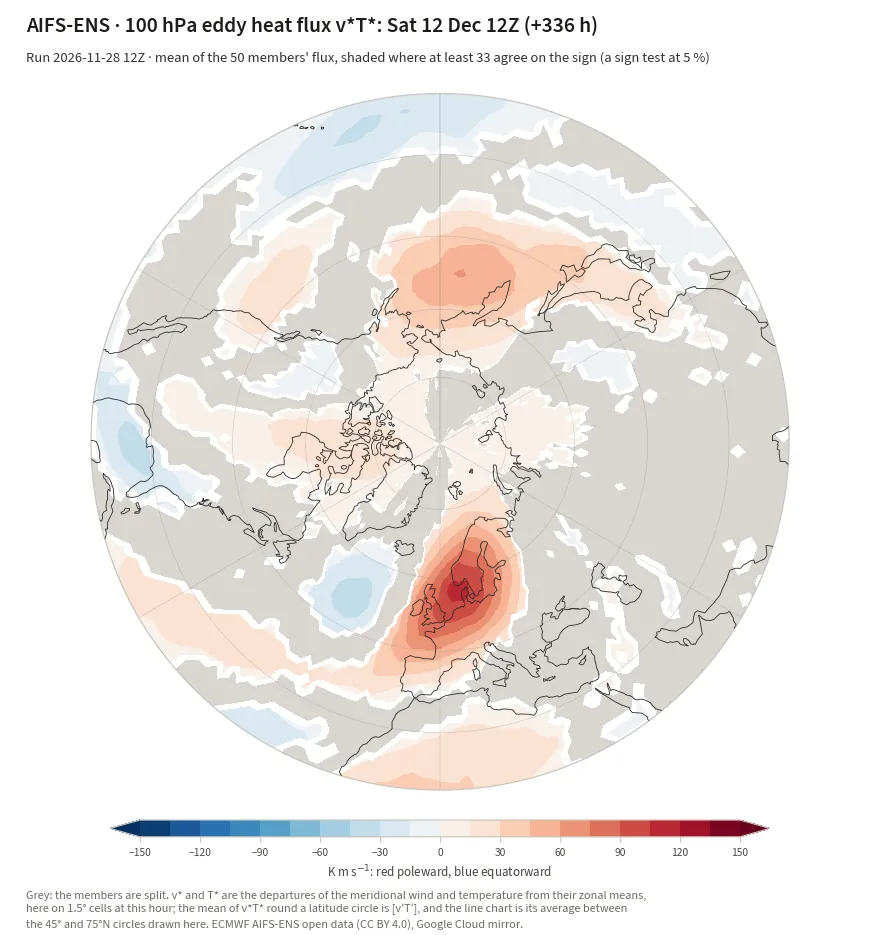 AIFS-ENS · 100 hPa eddy heat flux v*T*: Sat 12 Dec 12Z (+336 h)
Run 2026-11-28 12Z · mean of the 50 members' flux, shaded where at least 33 agree on the sign (a sign test at 5 %)
−150 −120 −90 −60 −30 0 30 60 90 120 150
K m s⁻¹: red poleward, blue equatorward
Grey: the members are split. v* and T* are the departures of the meridional wind and temperature from their zonal means,
here on 1.5° cells at this hour; the mean of v*T* round a latitude circle is [v'T'], and the line chart is its average between
the 45° and 75°N circles drawn here. ECMWF AIFS-ENS open data (CC BY 4.0), Google Cloud mirror.